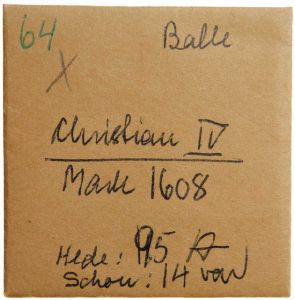 64 Balle
X
Christian IV
Mark 1608
Hede: 95 A
Schou: 14 var